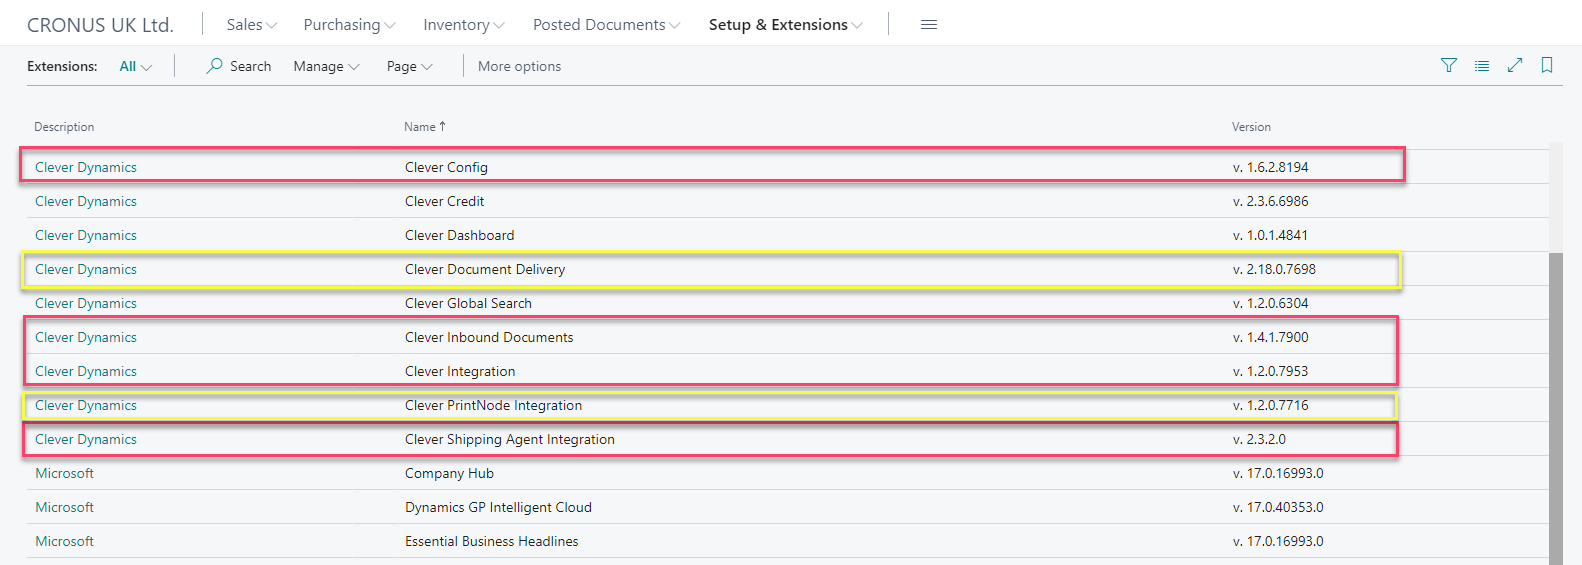 CRONUS UK Ltd. Sales Purchasing Inventory Posted Documents Setup & Extensions
Extensions: All Search Manage Page More options
Description Name ↑ Version
Clever Dynamics Clever Config v. 1.6.2.8194
Clever Dynamics Clever Credit v. 2.3.6.6986
Clever Dynamics Clever Dashboard v. 1.0.1.4841
Clever Dynamics Clever Document Delivery v. 2.18.0.7698
Clever Dynamics Clever Global Search v. 1.2.0.6304
Clever Dynamics Clever Inbound Documents v. 1.4.1.7900
Clever Dynamics Clever Integration v. 1.2.0.7953
Clever Dynamics Clever PrintNode Integration v. 1.2.0.7716
Clever Dynamics Clever Shipping Agent Integration v. 2.3.2.0
Microsoft Company Hub v. 17.0.16993.0
Microsoft Dynamics GP Intelligent Cloud v. 17.0.40353.0
Microsoft Essential Business Headlines v. 17.0.16993.0